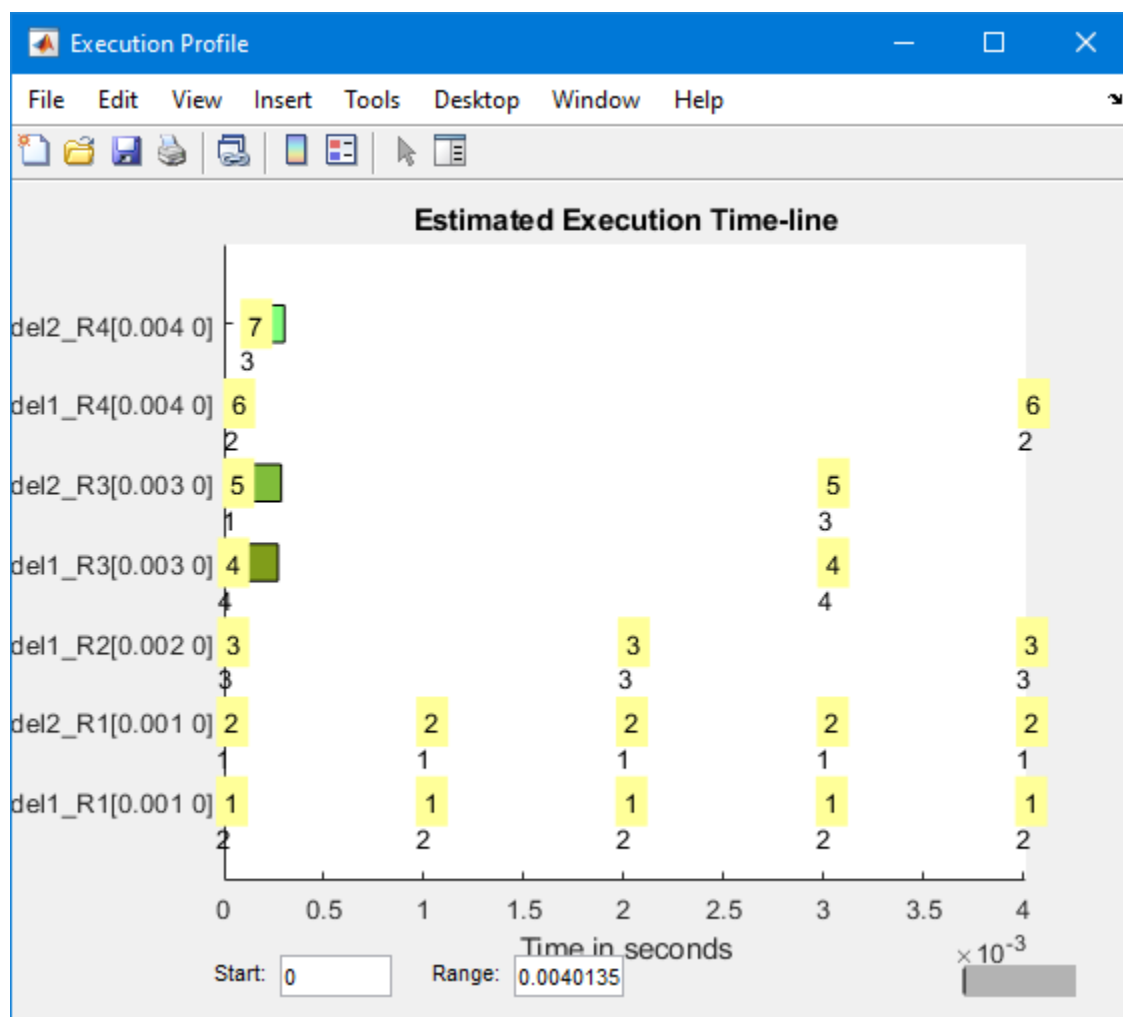 Execution Profile
File Edit View Insert Tools Desktop Window Help
Estimated Execution Time-line
del2_R4[0.004 0] 7
3
del1_R4[0.004 0] 6 6
2 2
del2_R3[0.003 0] 5 5
1 3
del1_R3[0.003 0] 4 4
4 4
del1_R2[0.002 0] 3 3 3
3 3 3
del2_R1[0.001 0] 2 2 2 2 2
1 1 1 1 1
del1_R1[0.001 0] 1 1 1 1 1
2 2 2 2 2
0 0.5 1 1.5 2 2.5 3 3.5 4
Time in seconds ×10-3
Start: 0 Range: 0.0040135